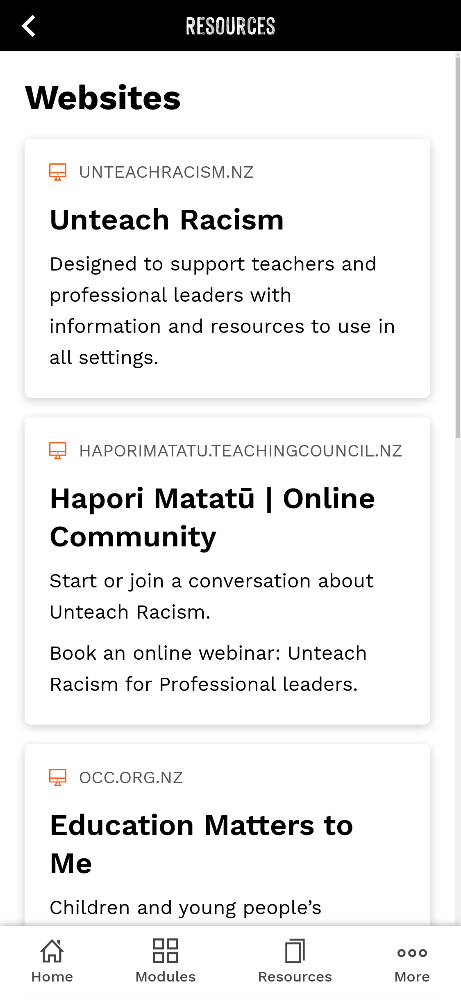 RESOURCES
Websites
UNTEACHRACISM.NZ
Unteach Racism
Designed to support teachers and
professional leaders with
information and resources to use in
all settings.
HAPORIMATATU.TEACHINGCOUNCIL.NZ
Hapori Matatū | Online
Community
Start or join a conversation about
Unteach Racism.
Book an online webinar: Unteach
Racism for Professional leaders.
OCC.ORG.NZ
Education Matters to
Me
Children and young people’s
Home
Modules
Resources
More